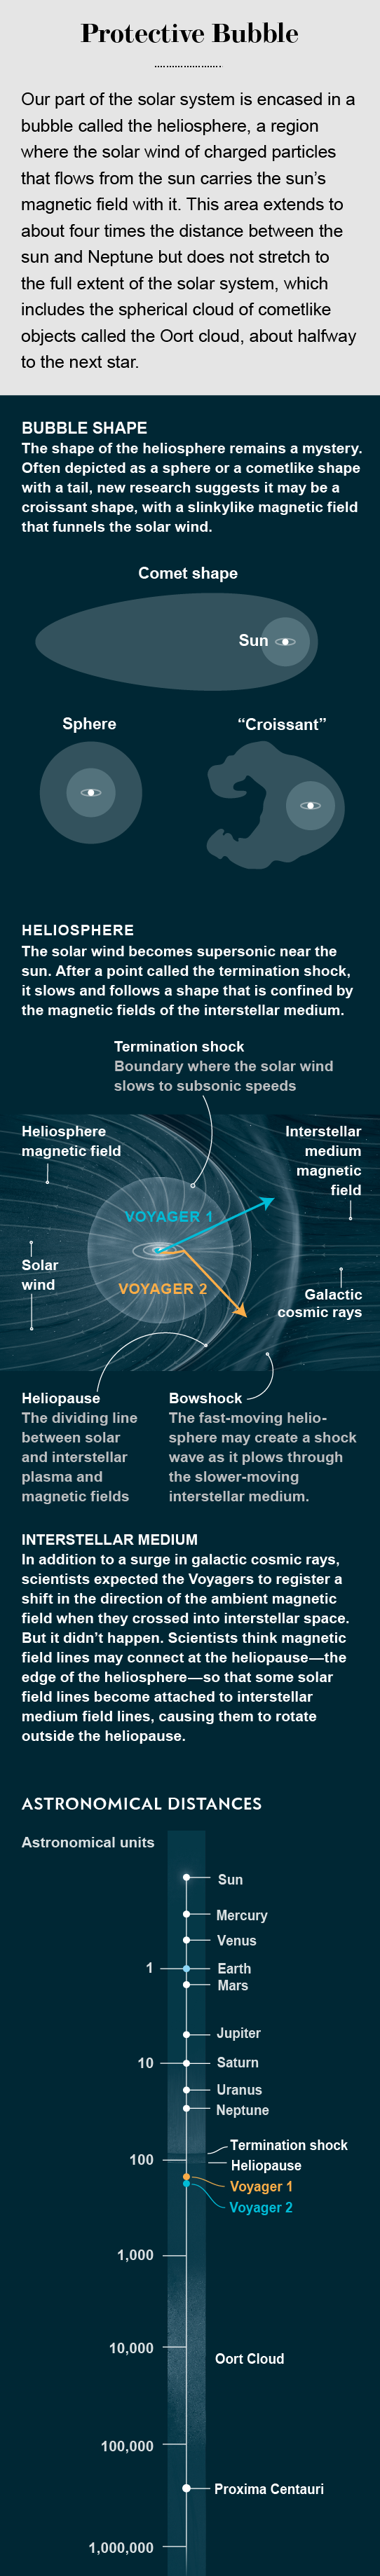 Protective Bubble
Our part of the solar system is encased in a
bubble called the heliosphere, a region
where the solar wind of charged particles
that flows from the sun carries the sun's
magnetic field with it. This area extends to
about four times the distance between the
sun and Neptune but does not stretch to
the full extent of the solar system, which
includes the spherical cloud of cometlike
objects called the Oort cloud, about halfway
to the next star.
BUBBLE SHAPE
The shape of the heliosphere remains a mystery.
Often depicted as a sphere or a cometlike shape
with a tail, new research suggests it may be a
croissant shape, with a slinkylike magnetic field
that funnels the solar wind.
Comet shape
Sun
Sphere
“Croissant”
HELIOSPHERE
The solar wind becomes supersonic near the
sun. After a point called the termination shock,
it slows and follows a shape that is confined by
the magnetic fields of the interstellar medium.
Termination shock
Boundary where the solar wind
slows to subsonic speeds
Heliosphere
magnetic field
Interstellar
medium
magnetic
field
VOYAGER 1
Solar
wind
VOYAGER 2
Galactic
cosmic rays
Heliopause
The dividing line
between solar
and interstellar
plasma and
magnetic fields
Bowshock
The fast-moving helio-
sphere may create a shock
wave as it plows through
the slower-moving
interstellar medium.
INTERSTELLAR MEDIUM
In addition to a surge in galactic cosmic rays,
scientists expected the Voyagers to register a
shift in the direction of the ambient magnetic
field when they crossed into interstellar space.
But it didn't happen. Scientists think magnetic
field lines may connect at the heliopause—the
edge of the heliosphere—so that some solar
field lines become attached to interstellar
medium field lines, causing them to rotate
outside the heliopause.
ASTRONOMICAL DISTANCES
Astronomical units
Sun
Mercury
Venus
1
Earth
Mars
Jupiter
10
Saturn
Uranus
Neptune
Termination shock
100
Heliopause
Voyager 1
Voyager 2
1,000
10,000
Oort Cloud
100,000
Proxima Centauri
1,000,000